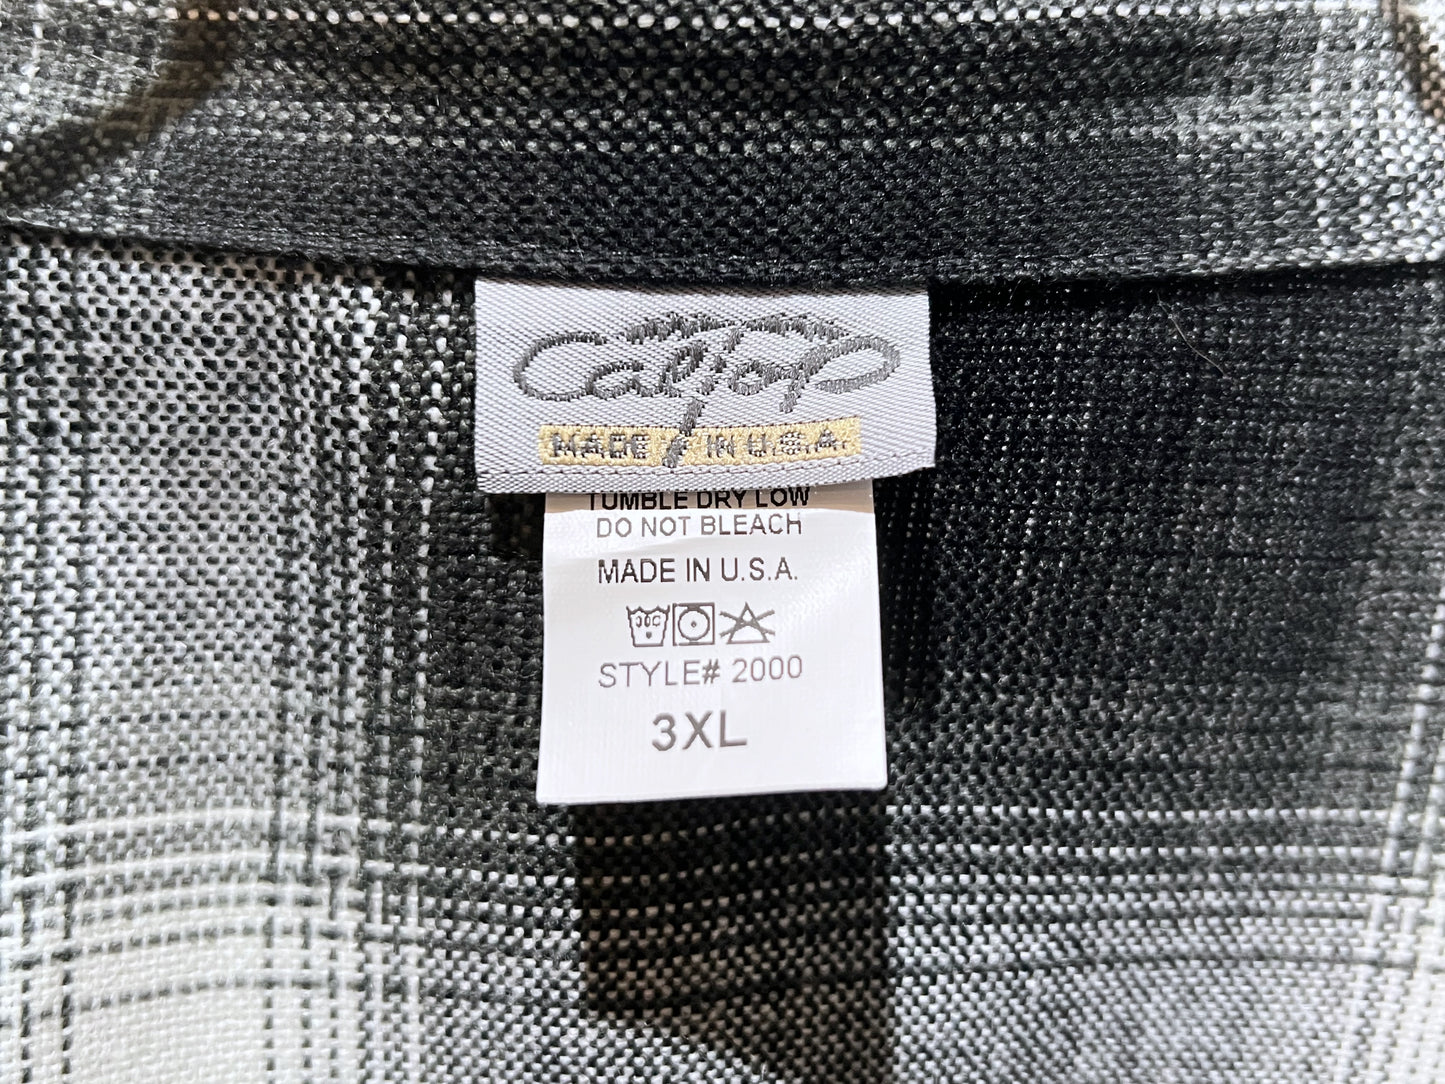 CalTop
MADE IN U.S.A.
TUMBLE DRY LOW
DO NOT BLEACH
MADE IN U.S.A.
STYLE# 2000
3XL